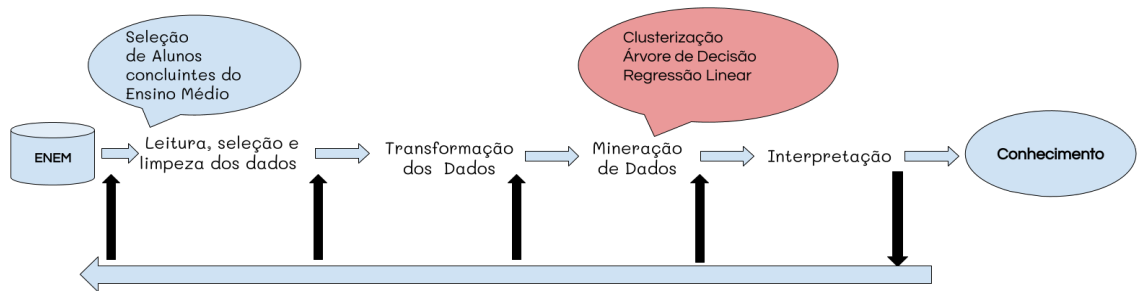 Seleção
de Alunos
concluintes do
Ensino Médio
Clusterização
Árvore de Decisão
Regressão Linear
ENEM
Leitura, seleção e
limpeza dos dados
Transformação
dos Dados
Mineração
de Dados
Interpretação
Conhecimento